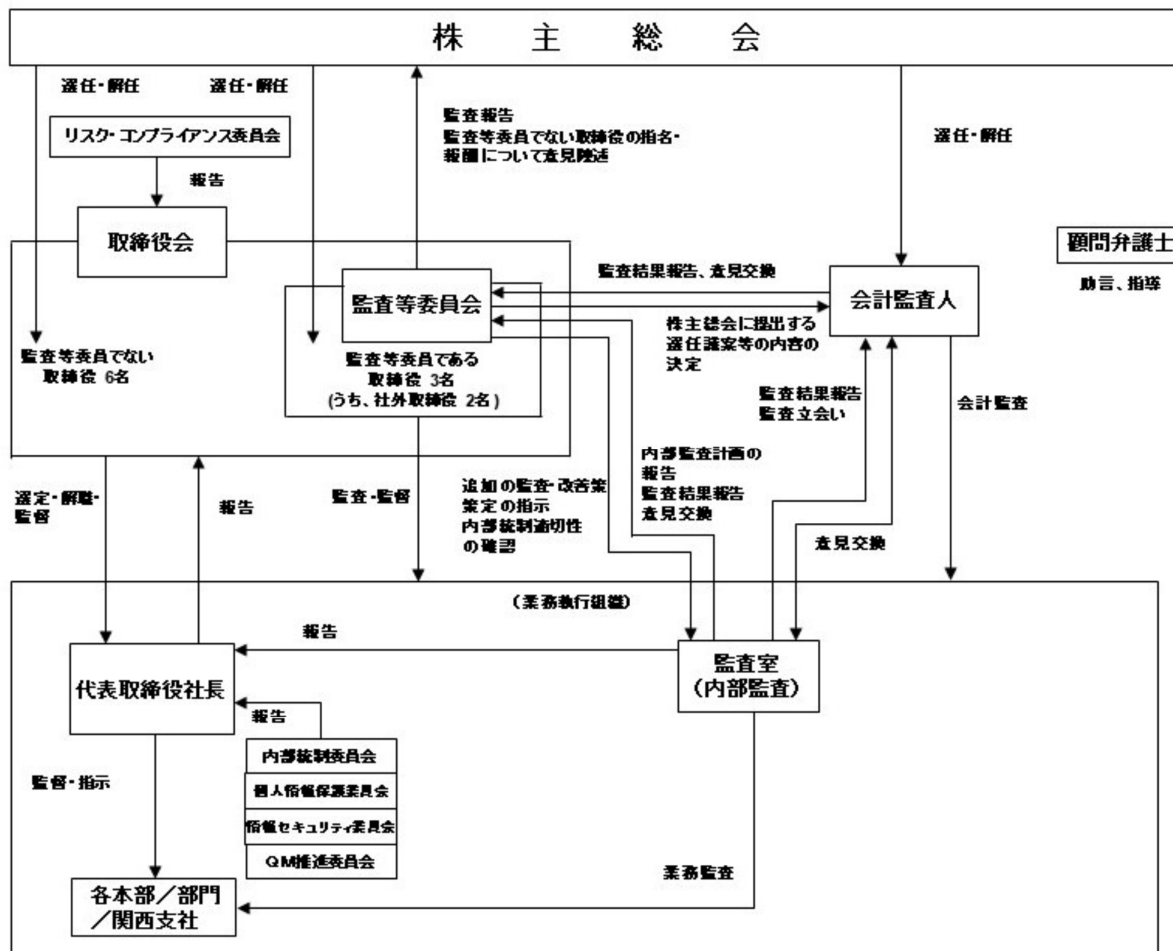 株主総会
選任・解任
選任・解任
リスク・コンプライアンス委員会
報告
監査報告
監査等委員でない取締役の指名・
報酬について意見陳述
選任・解任
取締役会
顧問弁護士
助言、指導
監査等委員会
監査結果報告、意見交換
会計監査人
株主総会に提出する
選任議案等の内容の
決定
監査等委員でない
取締役 6名
監査等委員である
取締役 3名
(うち、社外取締役 2名)
監査結果報告
監査立会い
会計監査
選定・解職・
監督
報告
監査・監督
追加の監査・改善策
策定の指示
内部統制適切性
の確認
内部監査計画の
報告
監査結果報告
意見交換
意見交換
(業務執行組織)
報告
代表取締役社長
監査室
(内部監査)
報告
内部統制委員会
個人情報保護委員会
情報セキュリティ委員会
QM推進委員会
監督・指示
業務監査
各本部／部門
／関西支社